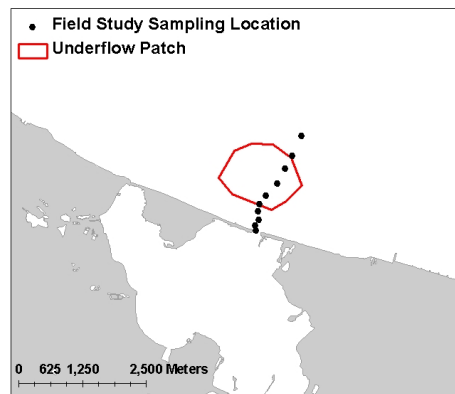 Field Study Sampling Location
Underflow Patch
0 625 1,250 2,500 Meters